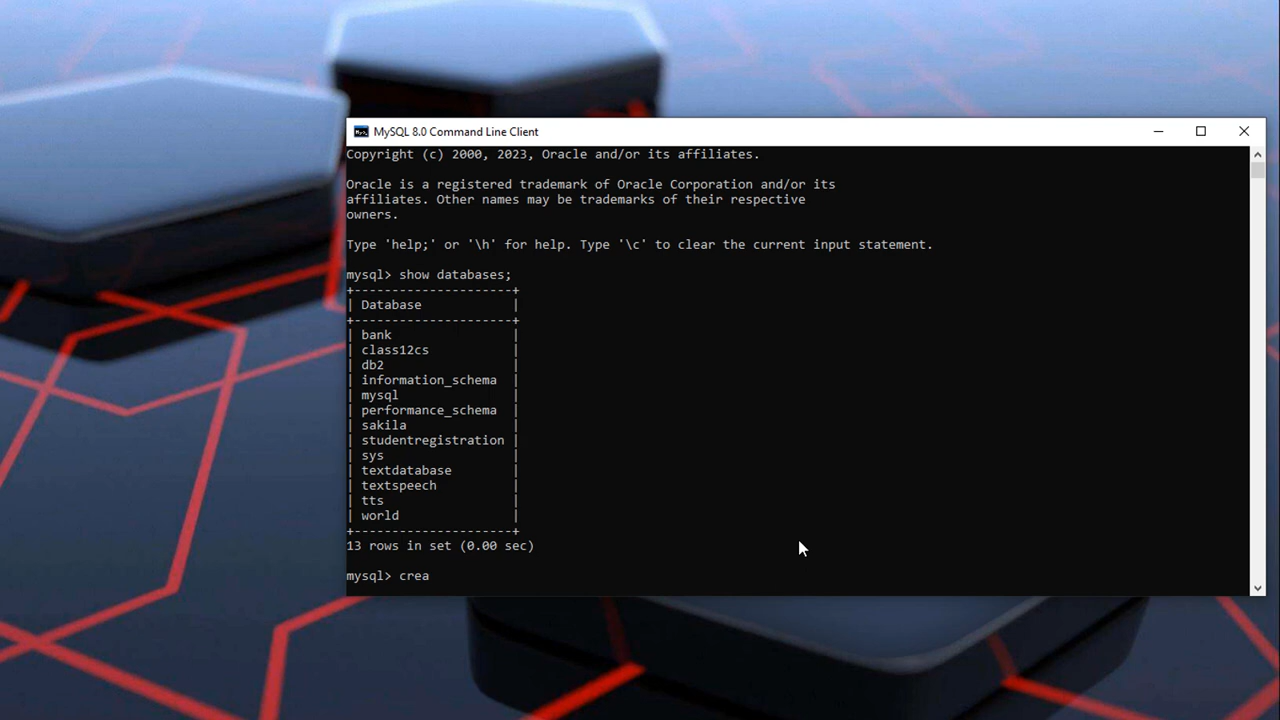 MySQL 8.0 Command Line Client
Copyright (c) 2000, 2023, Oracle and/or its affiliates.
Oracle is a registered trademark of Oracle Corporation and/or its
affiliates. Other names may be trademarks of their respective
owners.
Type 'help;' or '\h' for help. Type '\c' to clear the current input statement.
mysql> show databases;
+--------------------+
| Database           |
+--------------------+
| bank               |
| class12cs          |
| db2                |
| information_schema |
| mysql              |
| performance_schema |
| sakila             |
| studentregistration |
| sys                |
| textdatabase       |
| textspeech         |
| tts                |
| world              |
+--------------------+
13 rows in set (0.00 sec)
mysql> crea